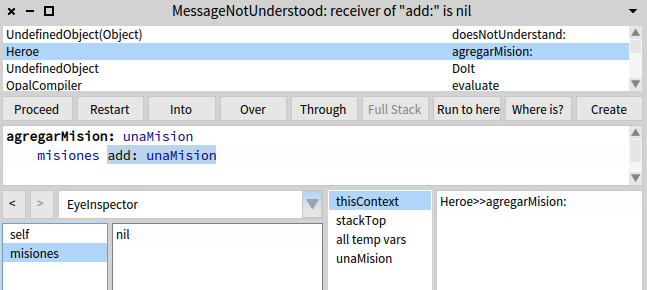 MessageNotUnderstood: receiver of "add:" is nil
UndefinedObject(Object) doesNotUnderstand:
Heroe agregarMision:
UndefinedObject DoIt
OpalCompiler evaluate
Proceed Restart Into Over Through Full Stack Run to here Where is? Create
agregarMision: unaMision
misiones add: unaMision
< > EyeInspector
thisContext
stackTop
all temp vars
unaMision
Heroe>>agregarMision:
self
misiones
nil